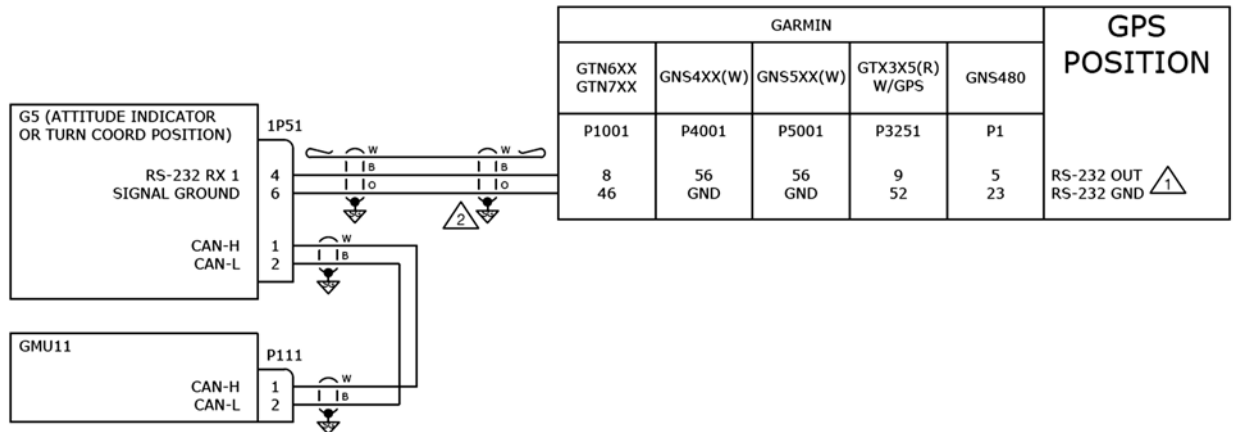 GARMIN
GPS
POSITION
GTN6XX
GTN7XX
GNS4XX(W)
GNS5XX(W)
GTX3X5(R)
W/GPS
GNS480
P1001 P4001 P5001 P3251 P1
8 56 56 9 5 RS-232 OUT
46 GND GND 52 23 RS-232 GND
1
G5 (ATTITUDE INDICATOR
OR TURN COORD POSITION)
1P51
W W
RS-232 RX 1 4 B B
SIGNAL GROUND 6 O O
2
CAN-H 1 W
CAN-L 2 B
GMU11
P111
CAN-H 1 W
CAN-L 2 B